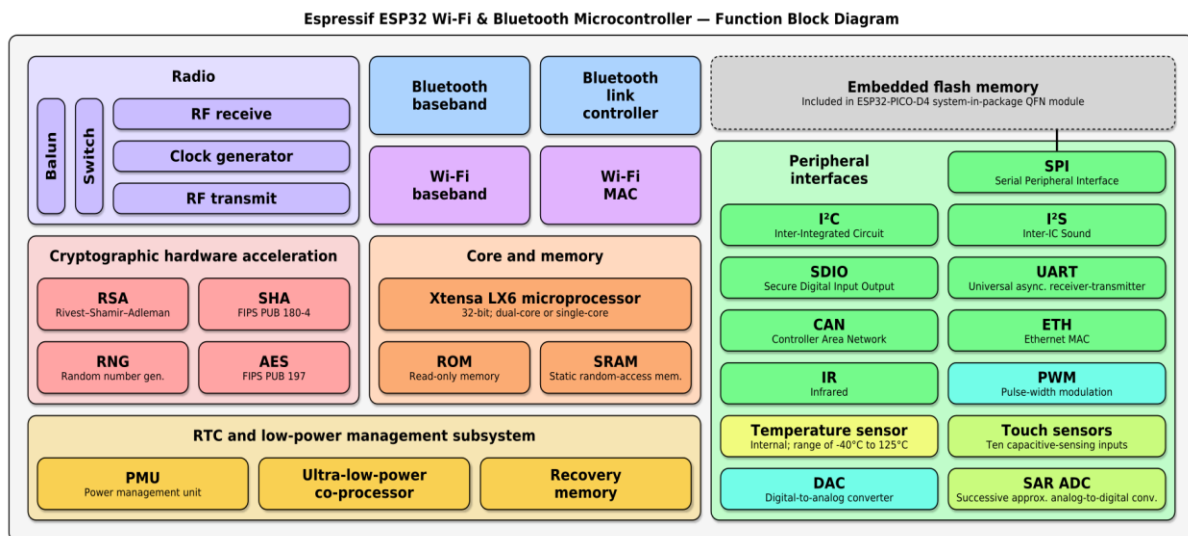 Espressif ESP32 Wi-Fi & Bluetooth Microcontroller — Function Block Diagram
Radio
Balun
Switch
RF receive
Clock generator
RF transmit
Bluetooth
baseband
Bluetooth
link
controller
Wi-Fi
baseband
Wi-Fi
MAC
Embedded flash memory
Included in ESP32-PICO-D4 system-in-package QFN module
Cryptographic hardware acceleration
RSA
Rivest–Shamir–Adleman
SHA
FIPS PUB 180-4
RNG
Random number gen.
AES
FIPS PUB 197
Core and memory
Xtensa LX6 microprocessor
32-bit; dual-core or single-core
ROM
Read-only memory
SRAM
Static random-access mem.
RTC and low-power management subsystem
PMU
Power management unit
Ultra-low-power
co-processor
Recovery
memory
Peripheral
interfaces
SPI
Serial Peripheral Interface
I²C
Inter-Integrated Circuit
I²S
Inter-IC Sound
SDIO
Secure Digital Input Output
UART
Universal async. receiver-transmitter
CAN
Controller Area Network
ETH
Ethernet MAC
IR
Infrared
PWM
Pulse-width modulation
Temperature sensor
Internal; range of -40°C to 125°C
Touch sensors
Ten capacitive-sensing inputs
DAC
Digital-to-analog converter
SAR ADC
Successive approx. analog-to-digital conv.